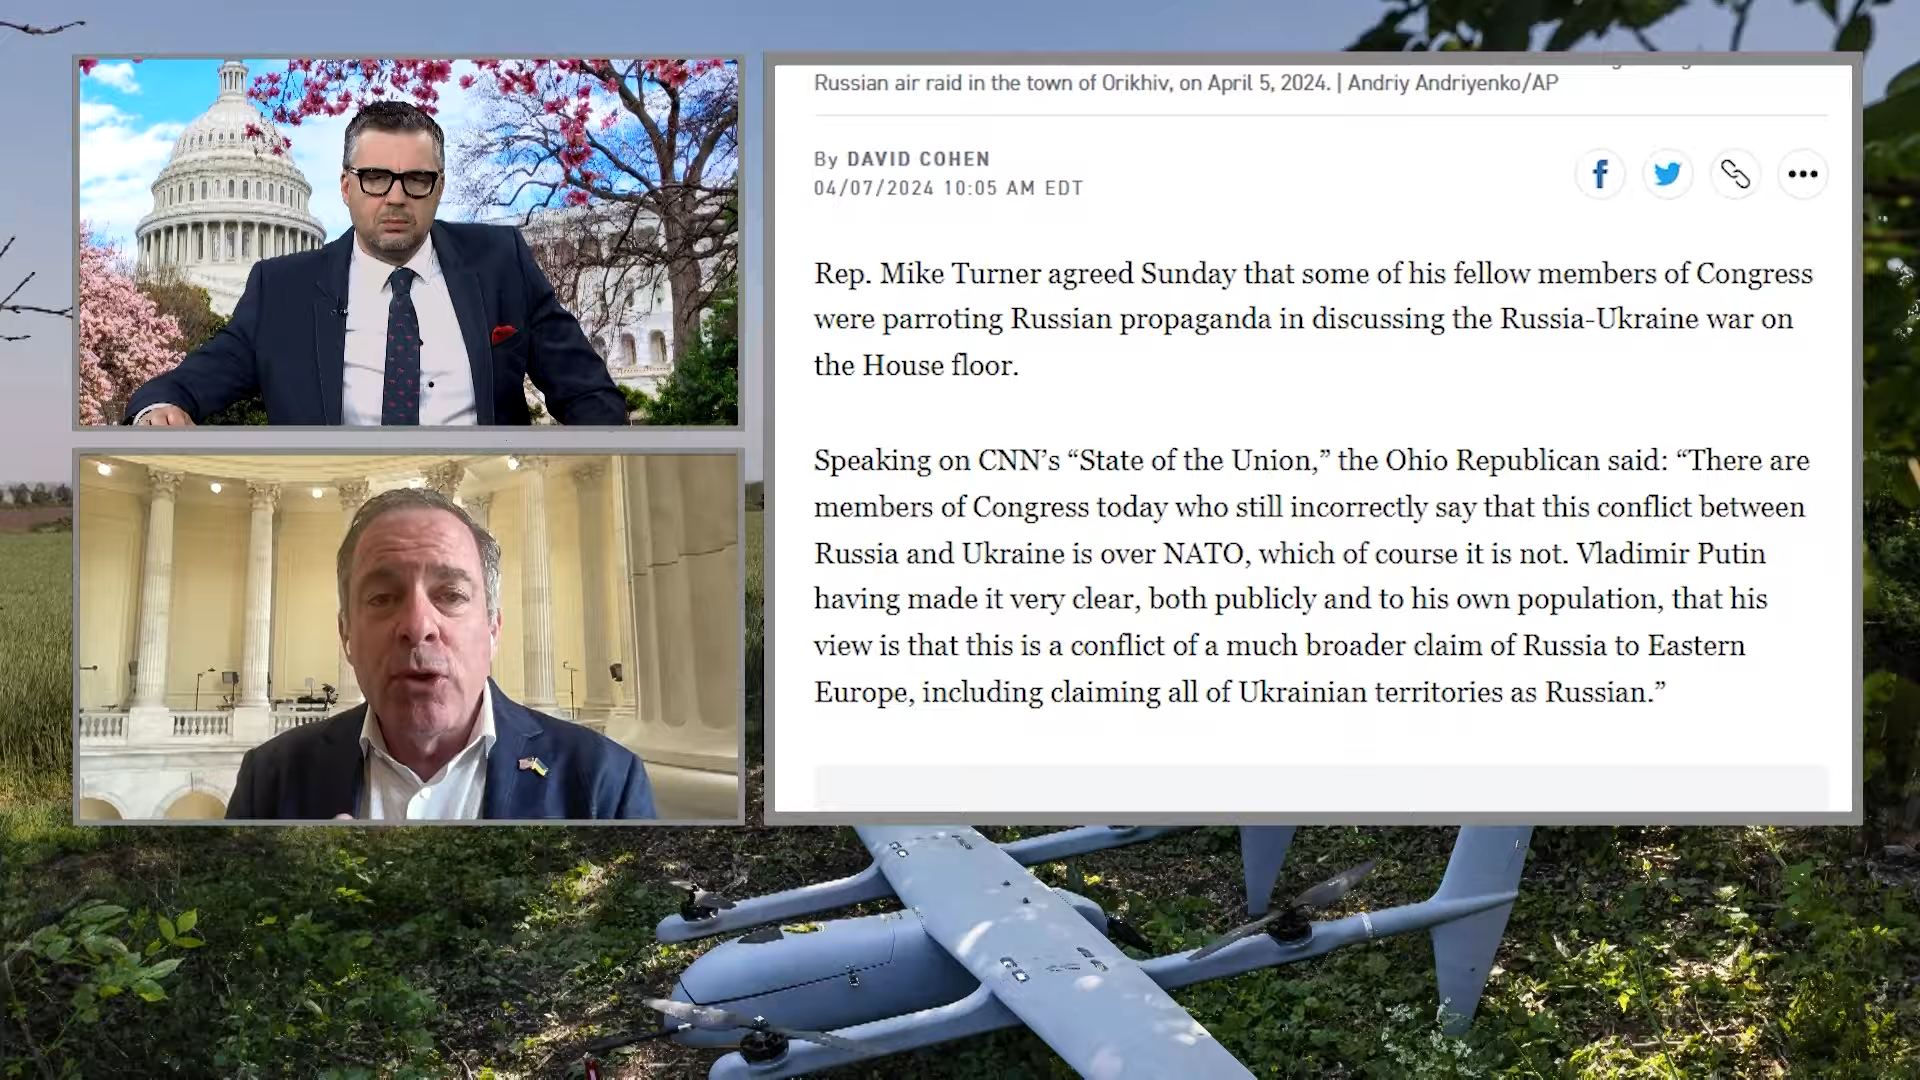 Russian air raid in the town of Orikhiv, on April 5, 2024. | Andriy Andriyenko/AP
By DAVID COHEN
04/07/2024 10:05 AM EDT
Rep. Mike Turner agreed Sunday that some of his fellow members of Congress
were parroting Russian propaganda in discussing the Russia-Ukraine war on
the House floor.
Speaking on CNN’s “State of the Union,” the Ohio Republican said: “There are
members of Congress today who still incorrectly say that this conflict between
Russia and Ukraine is over NATO, which of course it is not. Vladimir Putin
having made it very clear, both publicly and to his own population, that his
view is that this is a conflict of a much broader claim of Russia to Eastern
Europe, including claiming all of Ukrainian territories as Russian.”